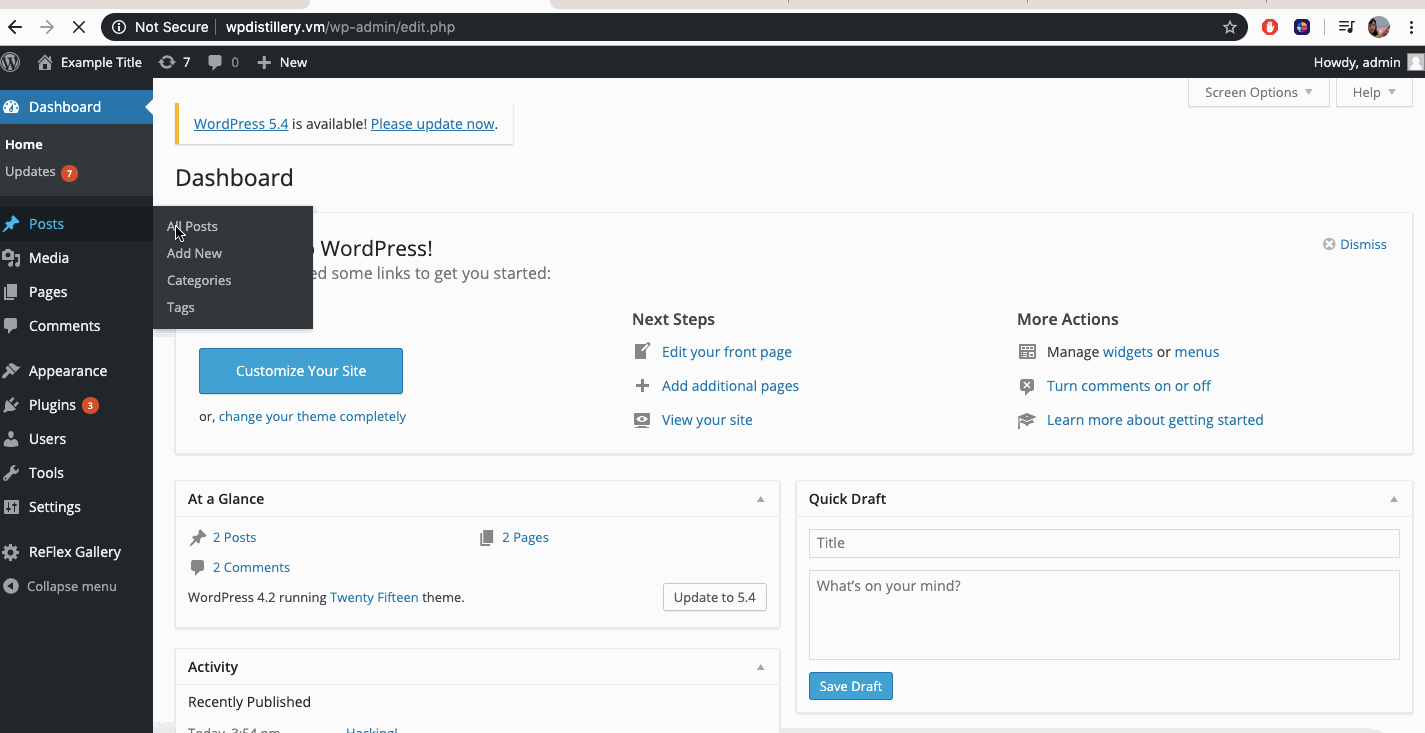 Not Secure wpdistillery.vm/wp-admin/edit.php
Example Title 7 0 New Howdy, admin
Dashboard
Home
Updates 7
Posts
Media
Pages
Comments
Appearance
Plugins 3
Users
Tools
Settings
ReFlex Gallery
Collapse menu
All Posts
Add New
Categories
Tags
Screen Options Help
WordPress 5.4 is available! Please update now.
Dashboard
WordPress!
some links to get you started:
Dismiss
Customize Your Site
or, change your theme completely
Next Steps
Edit your front page
Add additional pages
View your site
More Actions
Manage widgets or menus
Turn comments on or off
Learn more about getting started
At a Glance
2 Posts 2 Pages
2 Comments
WordPress 4.2 running Twenty Fifteen theme. Update to 5.4
Activity
Recently Published
Today, 3:54 pm Hacking!
Quick Draft
Title
What's on your mind?
Save Draft